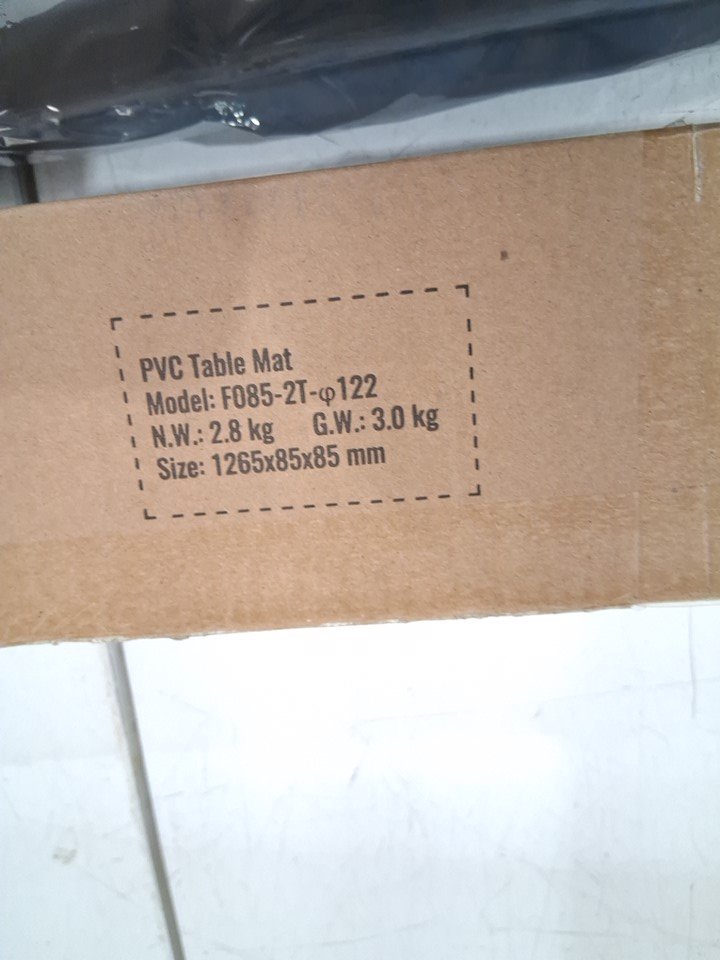 PVC Table Mat
Model: F085-2T-φ122
N.W.: 2.8 kg G.W.: 3.0 kg
Size: 1265x85x85 mm